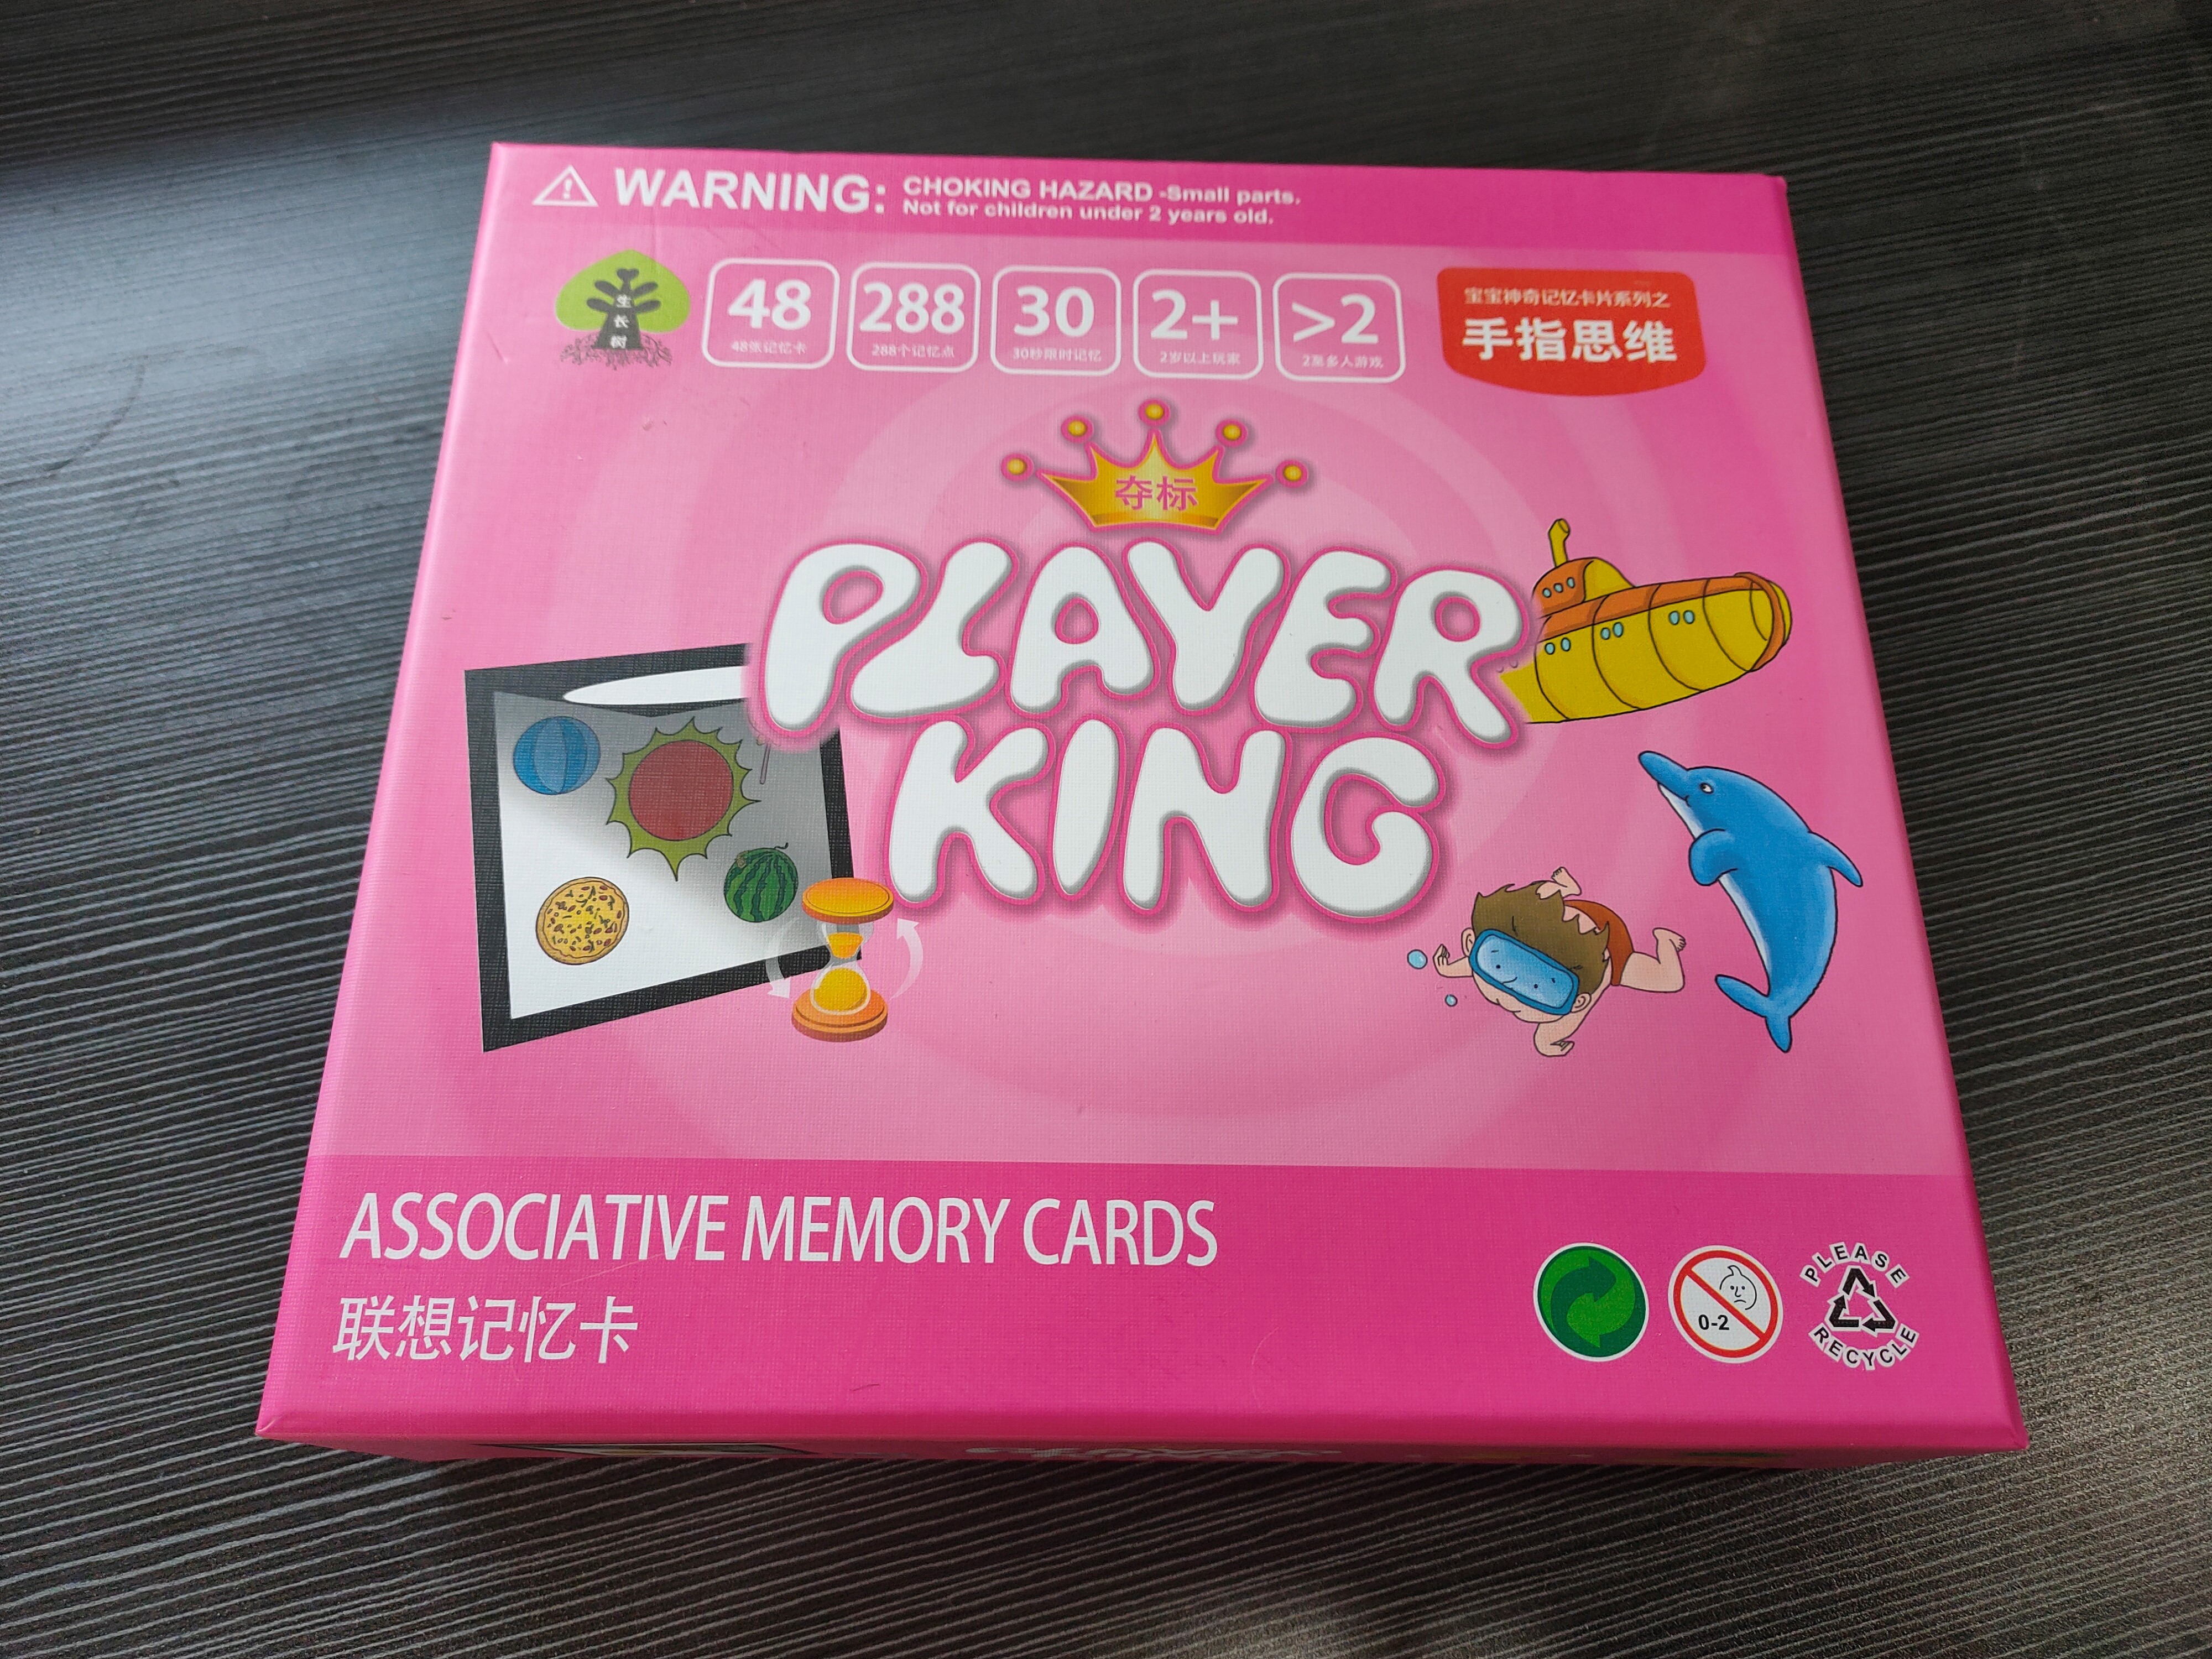 WARNING: CHOKING HAZARD -Small parts.
Not for children under 2 years old.
生长树
48
48张记忆卡
288
288个记忆点
30
30秒限时记忆
2+
2岁以上玩家
>2
2至多人游戏
宝宝神奇记忆卡片系列之
手指思维
夺标
PLAYER
KING
ASSOCIATIVE MEMORY CARDS
联想记忆卡
0-2
PLEASE
RECYCLE